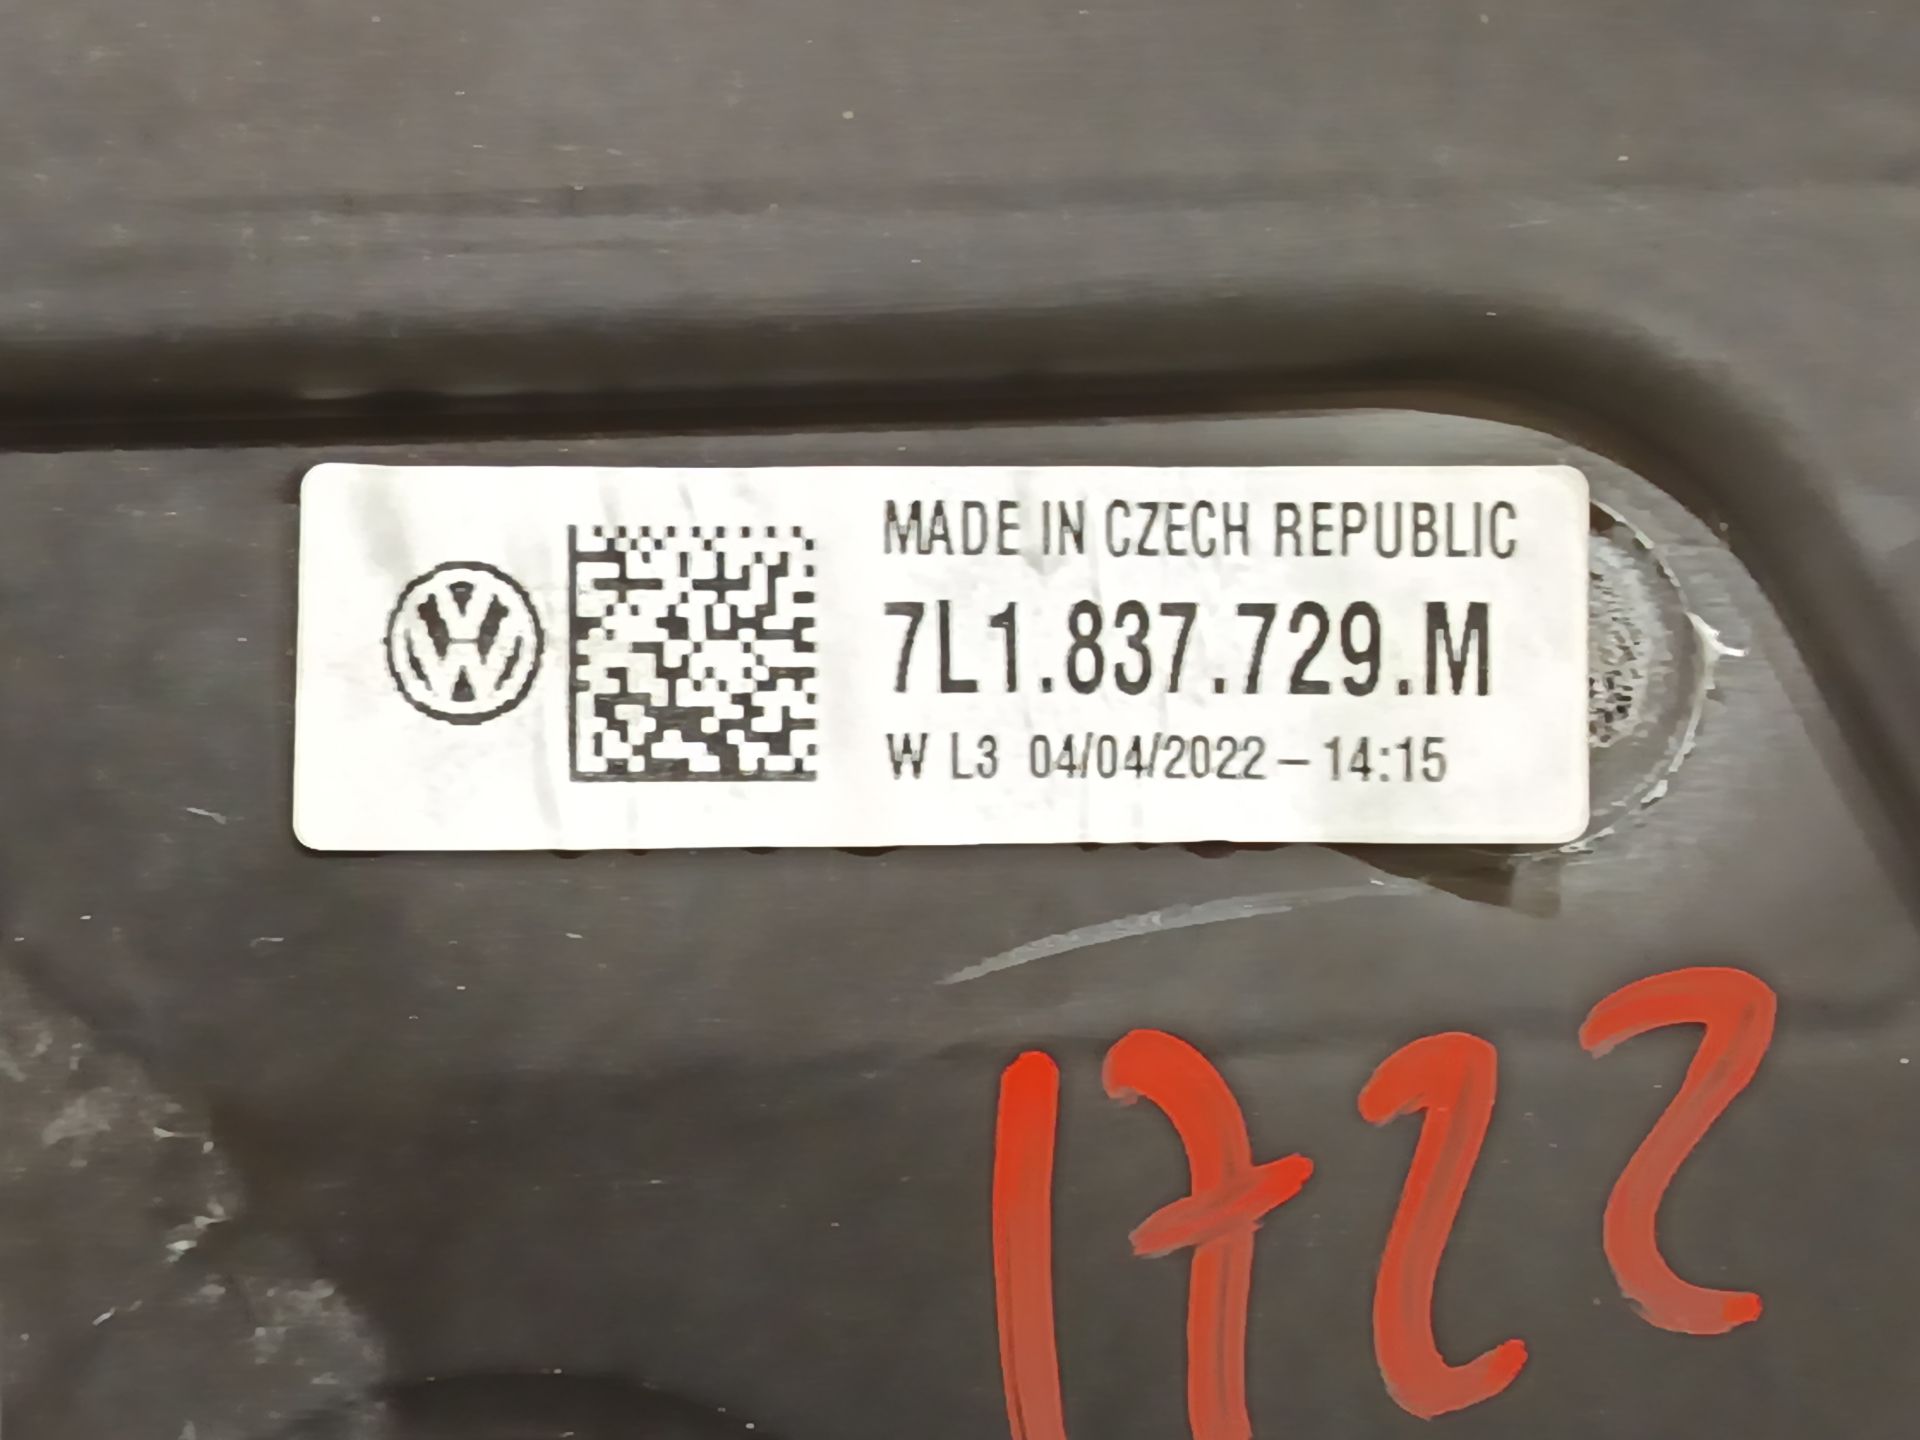 MADE IN CZECH REPUBLIC
7L1.837.729.M
W L3 04/04/2022-14:15
1722